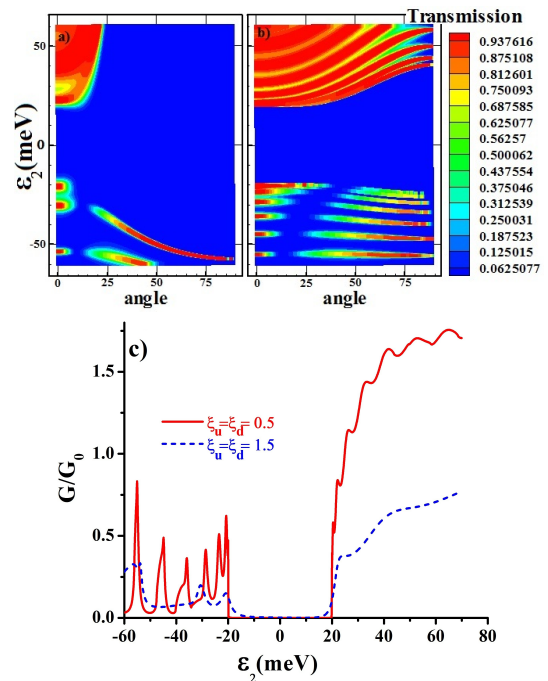 Transmission
a) b)
50
0
-50
ε₂(meV)
0 25 50 75
angle
0 25 50 75
angle
0.937616
0.875108
0.812601
0.750093
0.687585
0.625077
0.56257
0.500062
0.437554
0.375046
0.312539
0.250031
0.187523
0.125015
0.0625077
c)
1.5
1.0
0.5
0.0
G/G₀
ξᵤ=ξ_d= 0.5
ξᵤ=ξ_d= 1.5
-60 -40 -20 0 20 40 60 80
ε₂(meV)